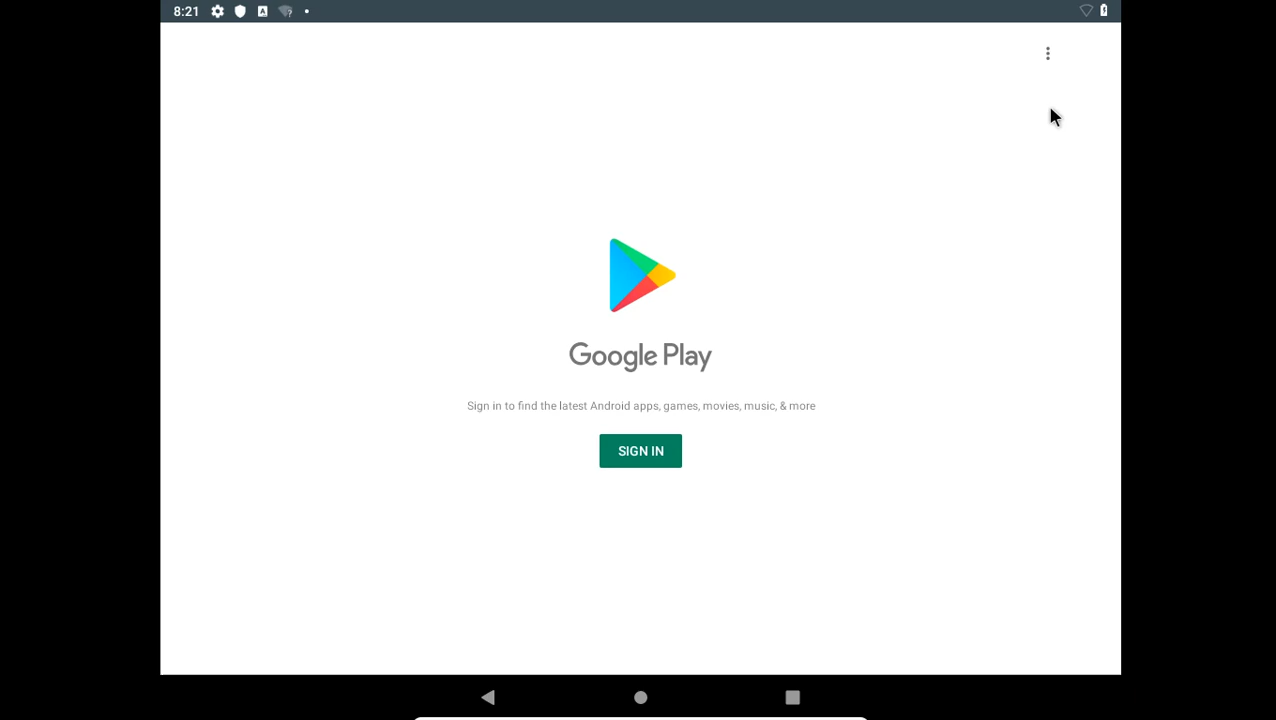 8:21
Google Play
Sign in to find the latest Android apps, games, movies, music, & more
SIGN IN